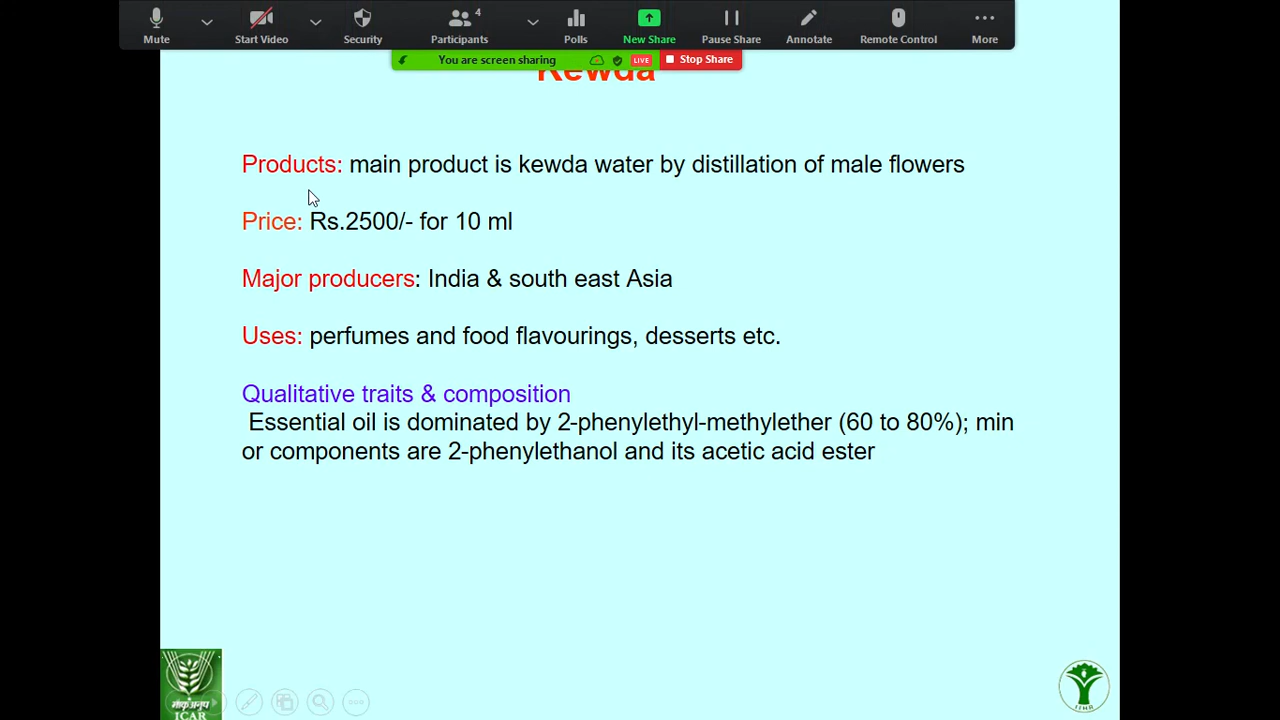 Mute
Start Video
Security
Participants
4
Polls
New Share
Pause Share
Annotate
Remote Control
More
You are screen sharing
LIVE
Stop Share
Kewda
Products: main product is kewda water by distillation of male flowers
Price: Rs.2500/- for 10 ml
Major producers: India & south east Asia
Uses: perfumes and food flavourings, desserts etc.
Qualitative traits & composition
Essential oil is dominated by 2-phenylethyl-methylether (60 to 80%); min
or components are 2-phenylethanol and its acetic acid ester
भाकृअनुप
ICAR
IIHR